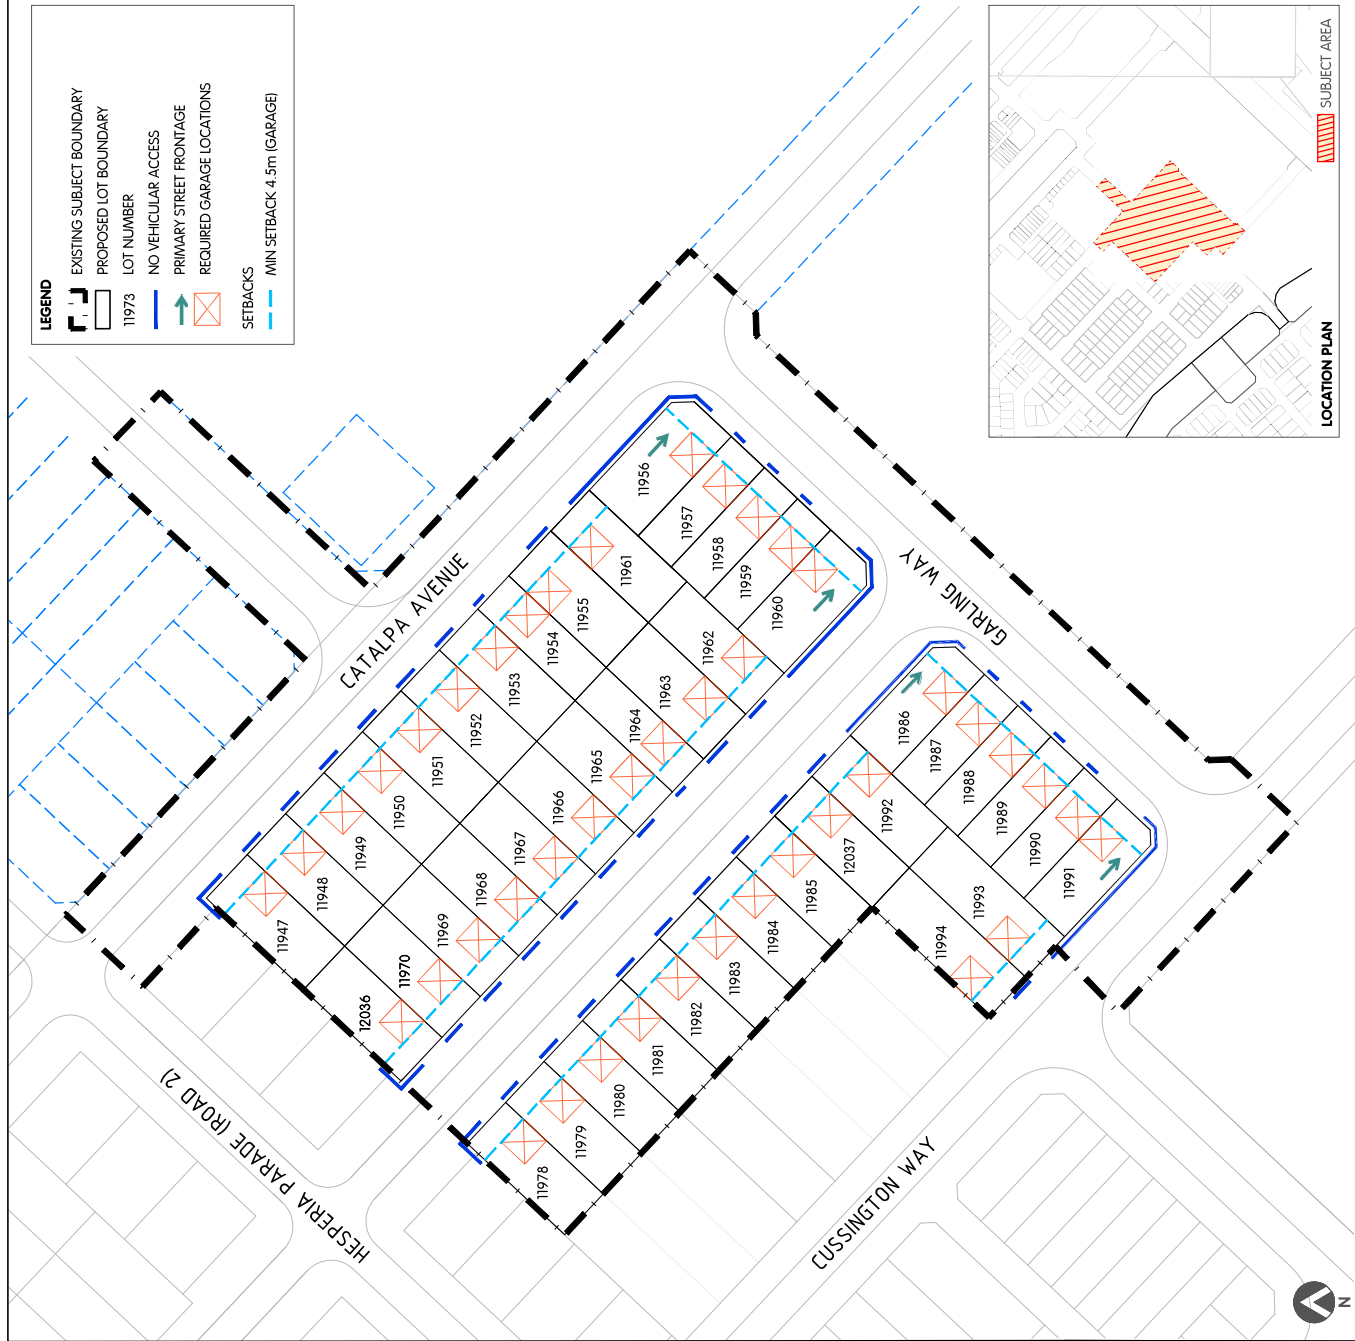 LEGEND
EXISTING SUBJECT BOUNDARY
PROPOSED LOT BOUNDARY
11973 LOT NUMBER
NO VEHICULAR ACCESS
PRIMARY STREET FRONTAGE
REQUIRED GARAGE LOCATIONS
SETBACKS
MIN SETBACK 4.5m (GARAGE)
SUBJECT AREA
LOCATION PLAN
CATALPA AVENUE
GARLING WAY
HESPERIA PARADE (ROAD 2)
CUSSINGTON WAY
11947
11948
11949
11950
11951
11952
11953
11954
11955
11961
11956
11957
11958
11959
11960
11962
11963
11964
11965
11966
11967
11968
11969
11970
12036
11978
11979
11980
11981
11982
11983
11984
11985
12037
11992
11986
11987
11988
11989
11990
11991
11993
11994
N